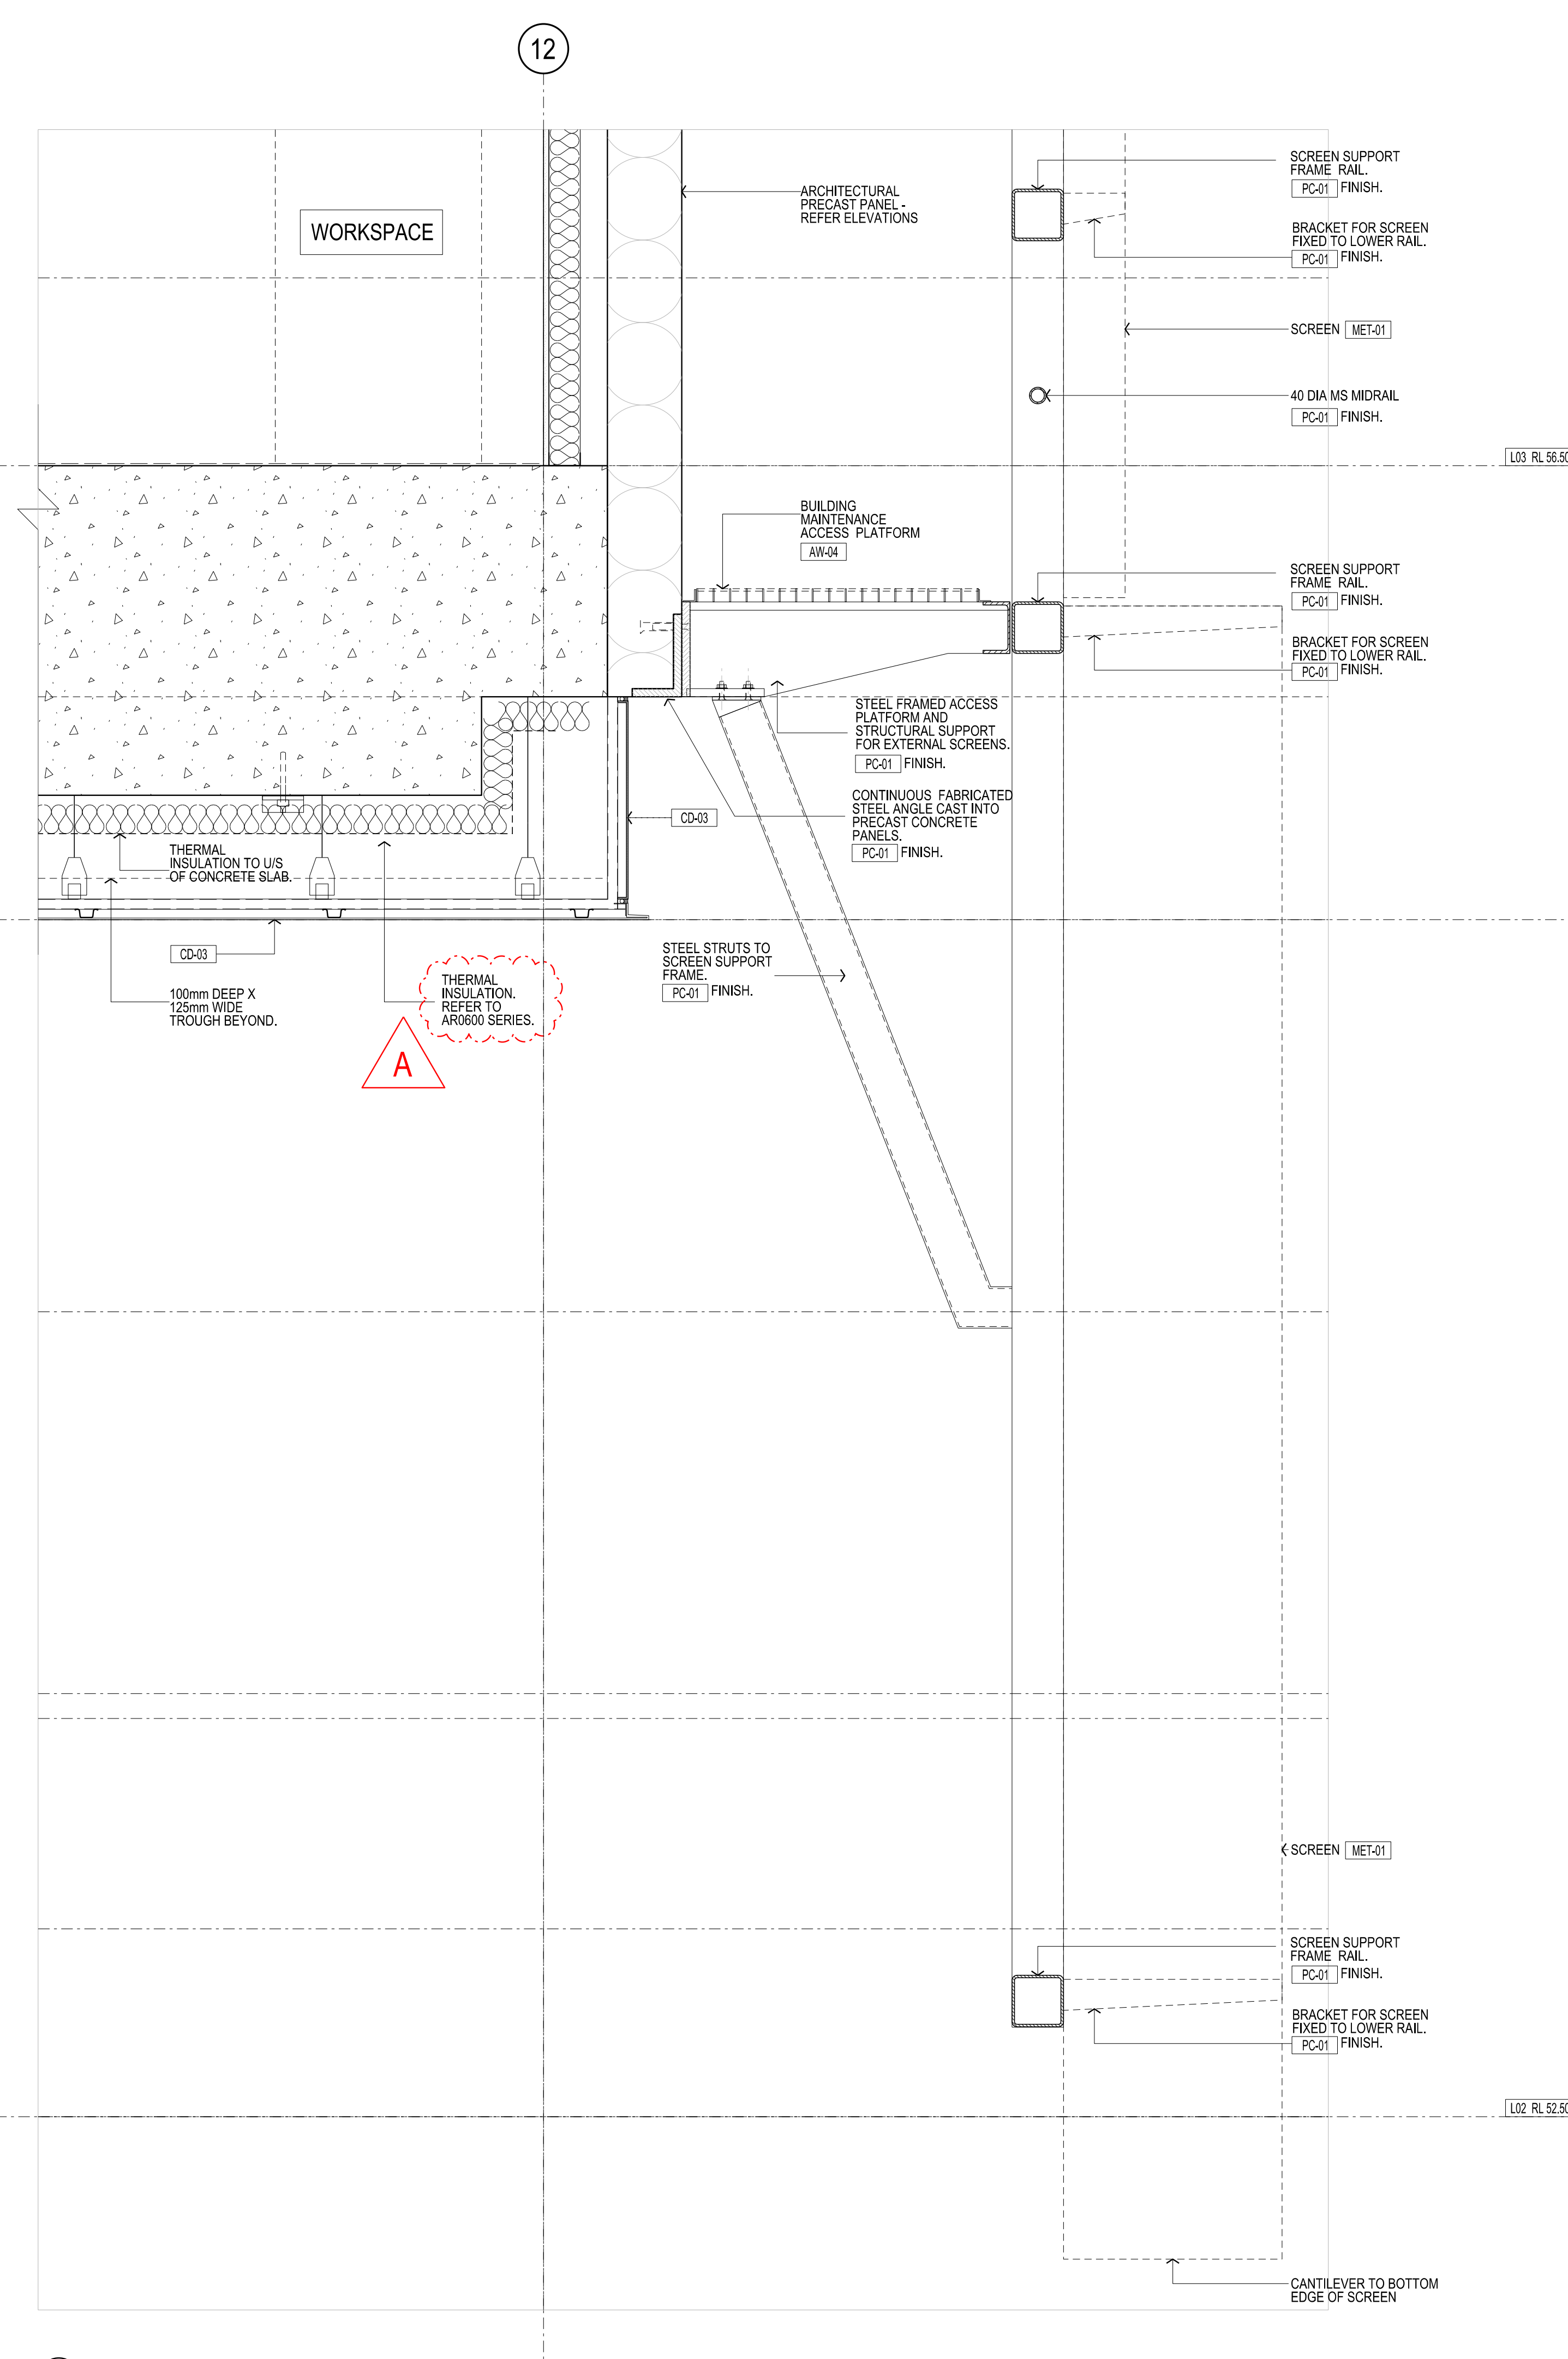 12
WORKSPACE
ARCHITECTURAL
PRECAST PANEL -
REFER ELEVATIONS
SCREEN SUPPORT
FRAME RAIL.
PC-01 FINISH.
BRACKET FOR SCREEN
FIXED TO LOWER RAIL.
PC-01 FINISH.
SCREEN MET-01
40 DIA MS MIDRAIL
PC-01 FINISH.
L03 RL 56.50
BUILDING
MAINTENANCE
ACCESS PLATFORM
AW-04
SCREEN SUPPORT
FRAME RAIL.
PC-01 FINISH.
BRACKET FOR SCREEN
FIXED TO LOWER RAIL.
PC-01 FINISH.
STEEL FRAMED ACCESS
PLATFORM AND
STRUCTURAL SUPPORT
FOR EXTERNAL SCREENS.
PC-01 FINISH.
CONTINUOUS FABRICATED
STEEL ANGLE CAST INTO
PRECAST CONCRETE
PANELS.
PC-01 FINISH.
CD-03
THERMAL
INSULATION TO U/S
OF CONCRETE SLAB.
CD-03
100mm DEEP X
125mm WIDE
TROUGH BEYOND.
THERMAL
INSULATION.
REFER TO
AR0600 SERIES.
A
STEEL STRUTS TO
SCREEN SUPPORT
FRAME.
PC-01 FINISH.
SCREEN MET-01
SCREEN SUPPORT
FRAME RAIL.
PC-01 FINISH.
BRACKET FOR SCREEN
FIXED TO LOWER RAIL.
PC-01 FINISH.
L02 RL 52.50
CANTILEVER TO BOTTOM
EDGE OF SCREEN